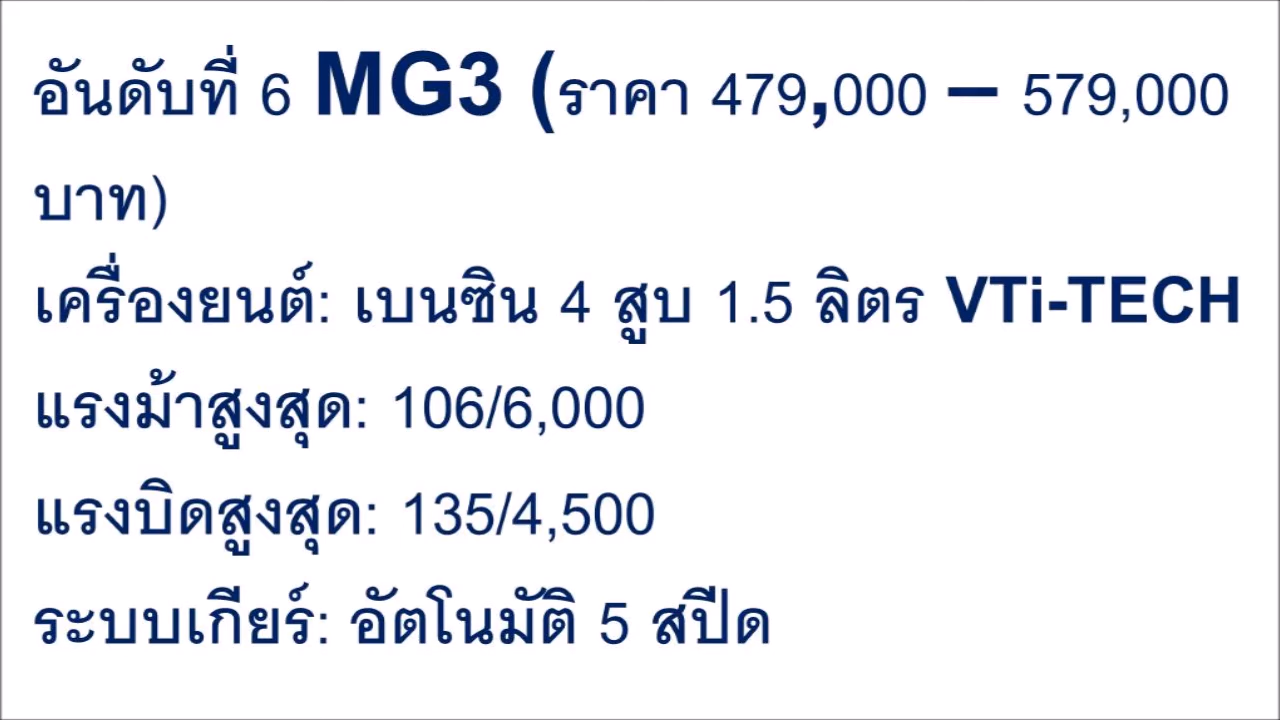 อันดับที่ 6 MG3 (ราคา 479,000 – 579,000
บาท)
เครื่องยนต์: เบนซิน 4 สูบ 1.5 ลิตร VTi-TECH
แรงม้าสูงสุด: 106/6,000
แรงบิดสูงสุด: 135/4,500
ระบบเกียร์: อัตโนมัติ 5 สปีด